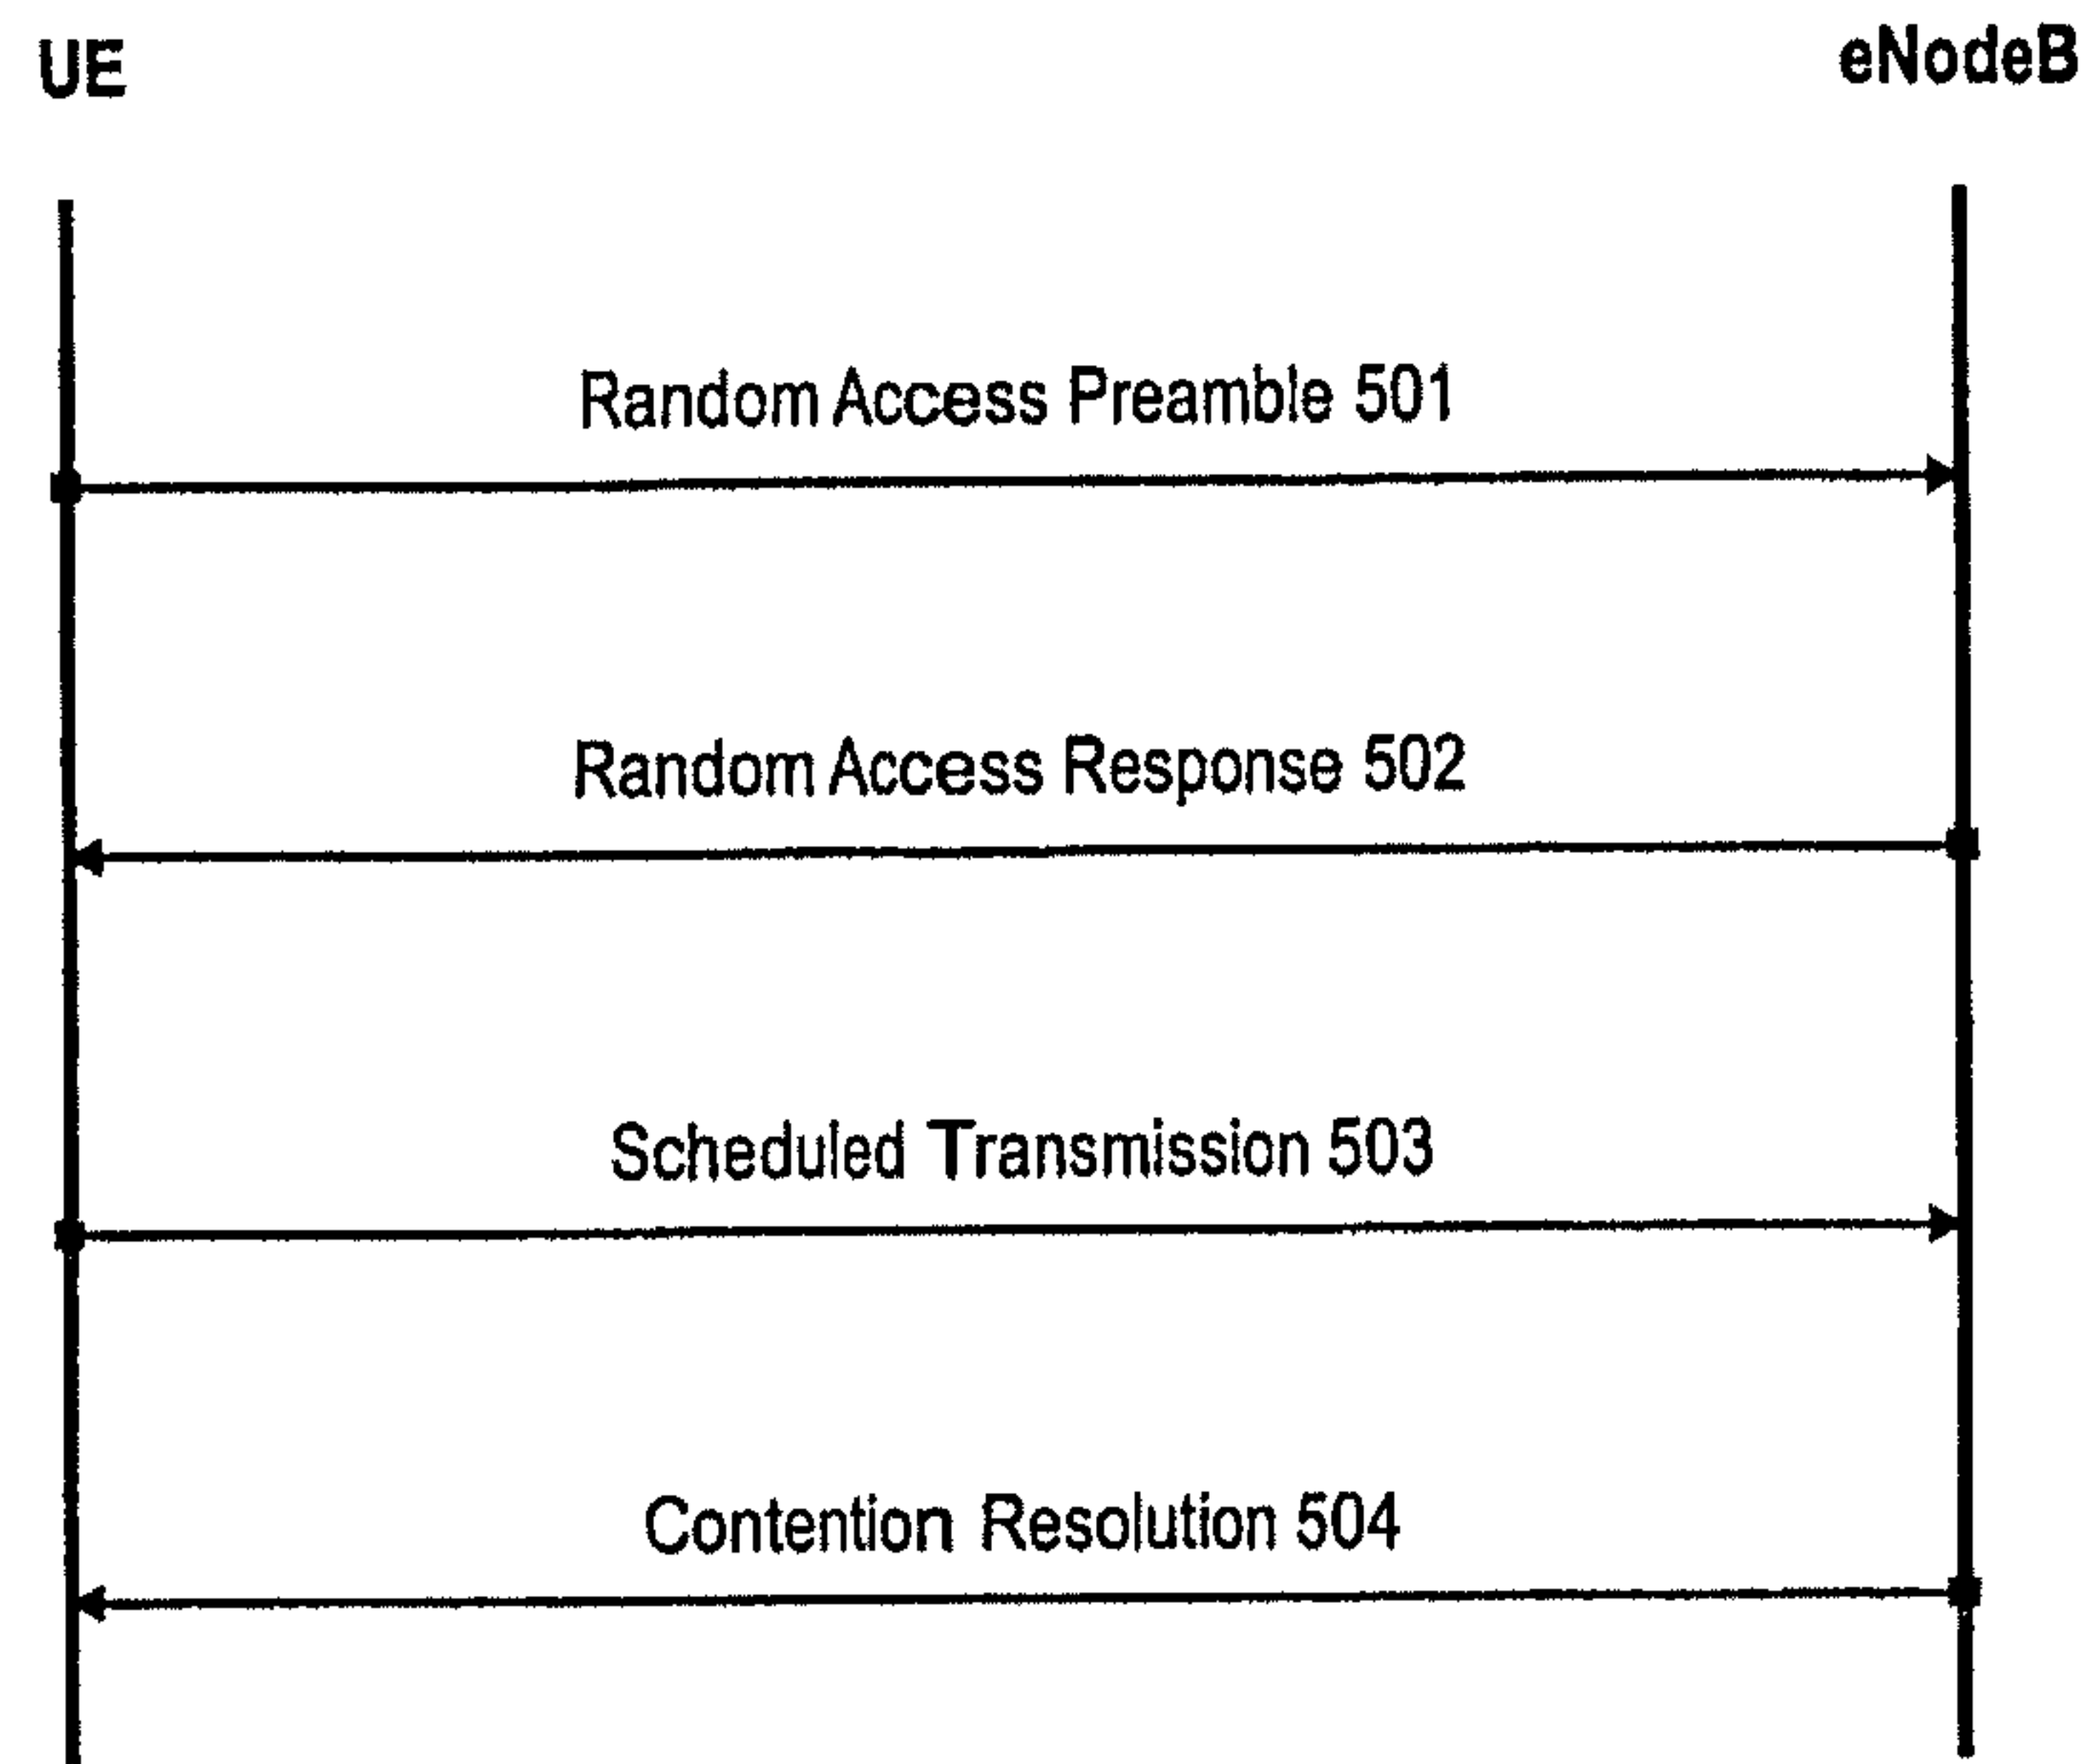 UE eNodeB
Random Access Preamble 501
Random Access Response 502
Scheduled Transmission 503
Contention Resolution 504